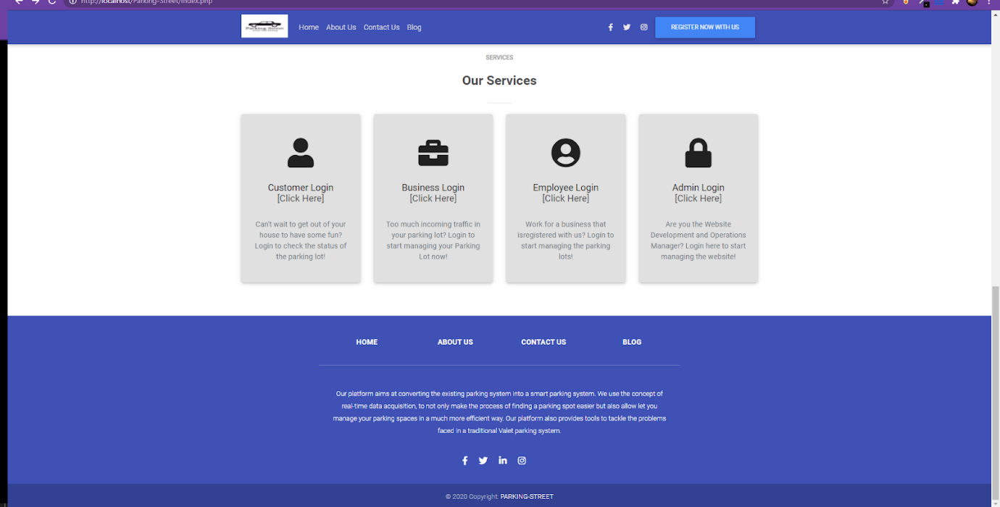 http://localhost/Parking-Street/index.php
Parking Street
Home About Us Contact Us Blog
REGISTER NOW WITH US
SERVICES
Our Services
Customer Login
[Click Here]
Can't wait to get out of your
house to have some fun?
Login to check the status of
the parking lot!
Business Login
[Click Here]
Too much incoming traffic in
your parking lot? Login to
start managing your Parking
Lot now!
Employee Login
[Click Here]
Work for a business that
isregistered with us? Login to
start managing the parking
lots!
Admin Login
[Click Here]
Are you the Website
Development and Operations
Manager? Login here to start
managing the website!
HOME ABOUT US CONTACT US BLOG
Our platform aims at converting the existing parking system into a smart parking system. We use the concept of
real-time data acquisition, to not only make the process of finding a parking spot easier but also allow let you
manage your parking spaces in a much more efficient way. Our platform also provides tools to tackle the problems
faced in a traditional Valet parking system.
© 2020 Copyright: PARKING-STREET